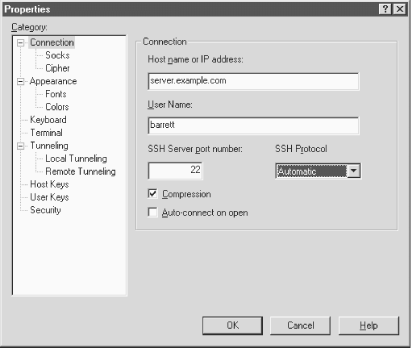 Properties
Category:
Connection
Socks
Cipher
Appearance
Fonts
Colors
Keyboard
Terminal
Tunneling
Local Tunneling
Remote Tunneling
Host Keys
User Keys
Security
Connection
Host name or IP address:
server.example.com
User Name:
barrett
SSH Server port number:
SSH Protocol
22
Automatic
Compression
Auto-connect on open
OK
Cancel
Help